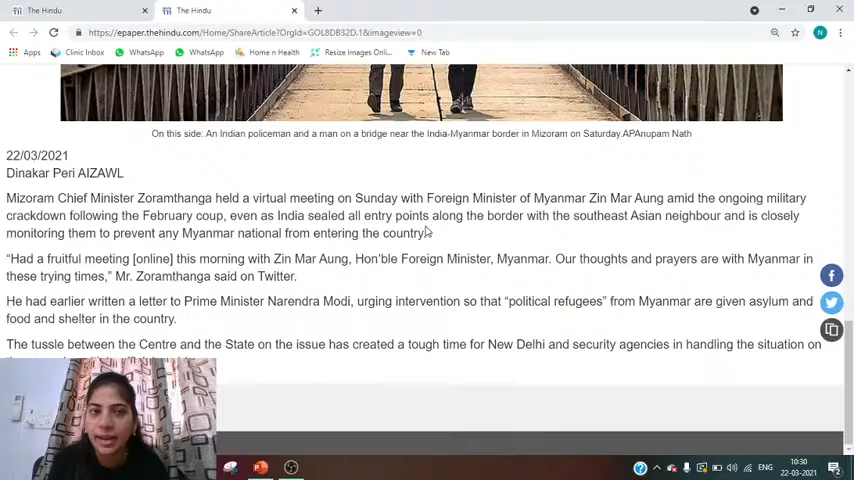 The Hindu
The Hindu
https://epaper.thehindu.com/Home/ShareArticle?OrgId=GOL8DB32D.1&imageview=0
N
Apps
Clinic Inbox
WhatsApp
WhatsApp
Home n Health
Resize Images Onli...
New Tab
On this side: An Indian policeman and a man on a bridge near the India-Myanmar border in Mizoram on Saturday.APAnupam Nath
22/03/2021
Dinakar Peri AIZAWL
Mizoram Chief Minister Zoramthanga held a virtual meeting on Sunday with Foreign Minister of Myanmar Zin Mar Aung amid the ongoing military
crackdown following the February coup, even as India sealed all entry points along the border with the southeast Asian neighbour and is closely
monitoring them to prevent any Myanmar national from entering the country.
“Had a fruitful meeting [online] this morning with Zin Mar Aung, Hon’ble Foreign Minister, Myanmar. Our thoughts and prayers are with Myanmar in
these trying times,” Mr. Zoramthanga said on Twitter.
He had earlier written a letter to Prime Minister Narendra Modi, urging intervention so that “political refugees” from Myanmar are given asylum and
food and shelter in the country.
The tussle between the Centre and the State on the issue has created a tough time for New Delhi and security agencies in handling the situation on
ENG
10:30
22-03-2021
2